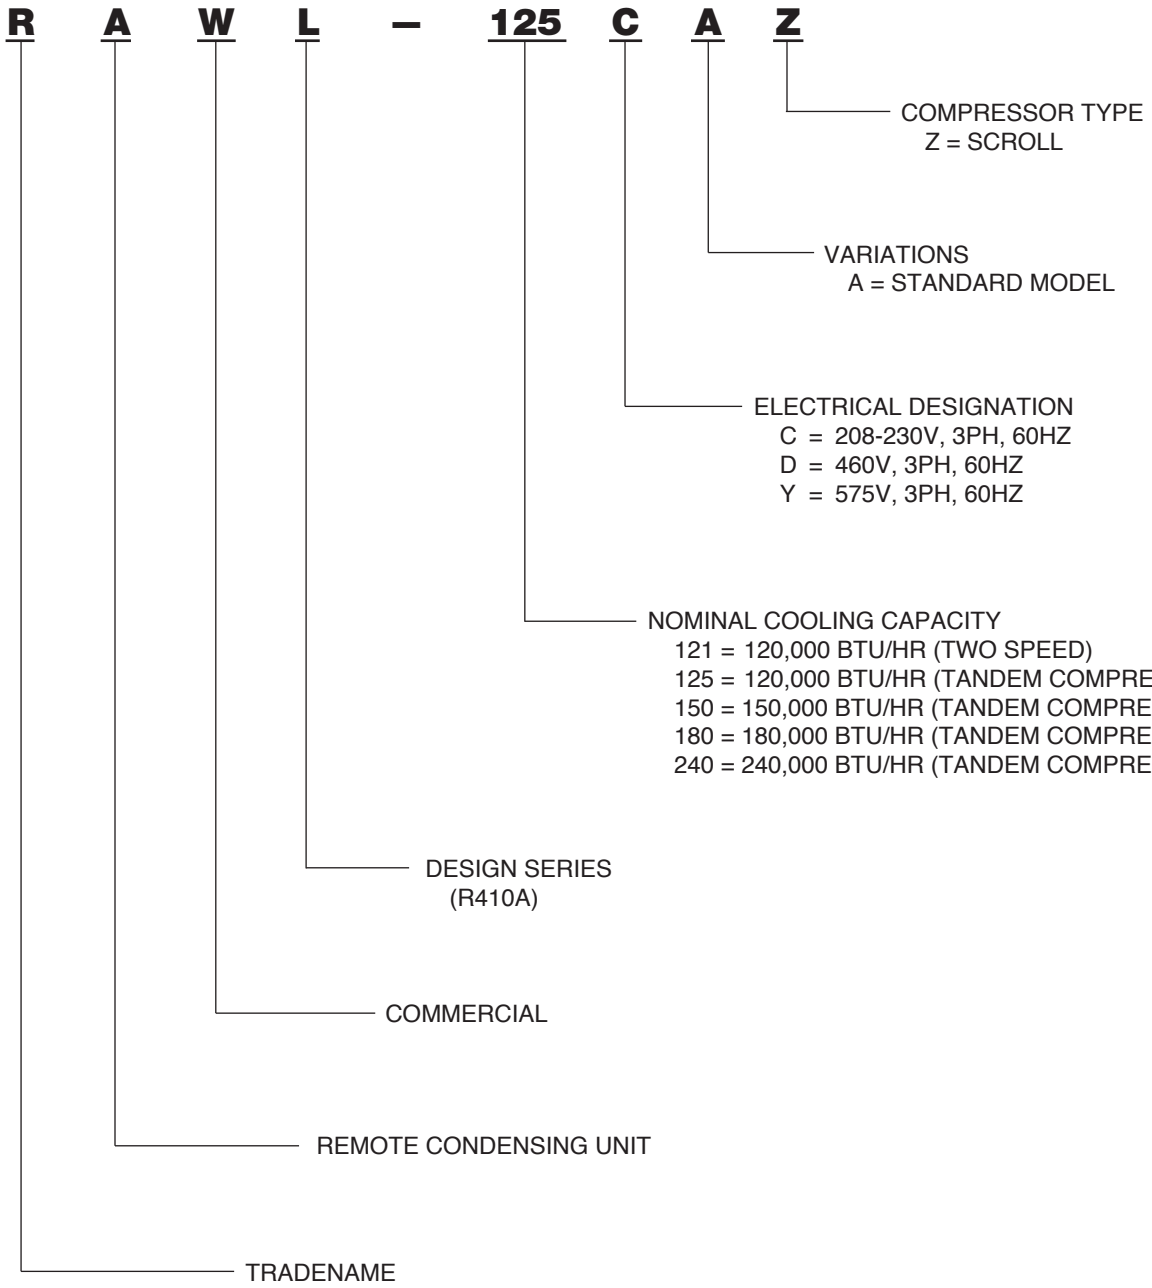 R A W L – 125 C A Z
COMPRESSOR TYPE
Z = SCROLL
VARIATIONS
A = STANDARD MODEL
ELECTRICAL DESIGNATION
C = 208-230V, 3PH, 60HZ
D = 460V, 3PH, 60HZ
Y = 575V, 3PH, 60HZ
NOMINAL COOLING CAPACITY
121 = 120,000 BTU/HR (TWO SPEED)
125 = 120,000 BTU/HR (TANDEM COMPRE
150 = 150,000 BTU/HR (TANDEM COMPRE
180 = 180,000 BTU/HR (TANDEM COMPRE
240 = 240,000 BTU/HR (TANDEM COMPRE
DESIGN SERIES
(R410A)
COMMERCIAL
REMOTE CONDENSING UNIT
TRADENAME